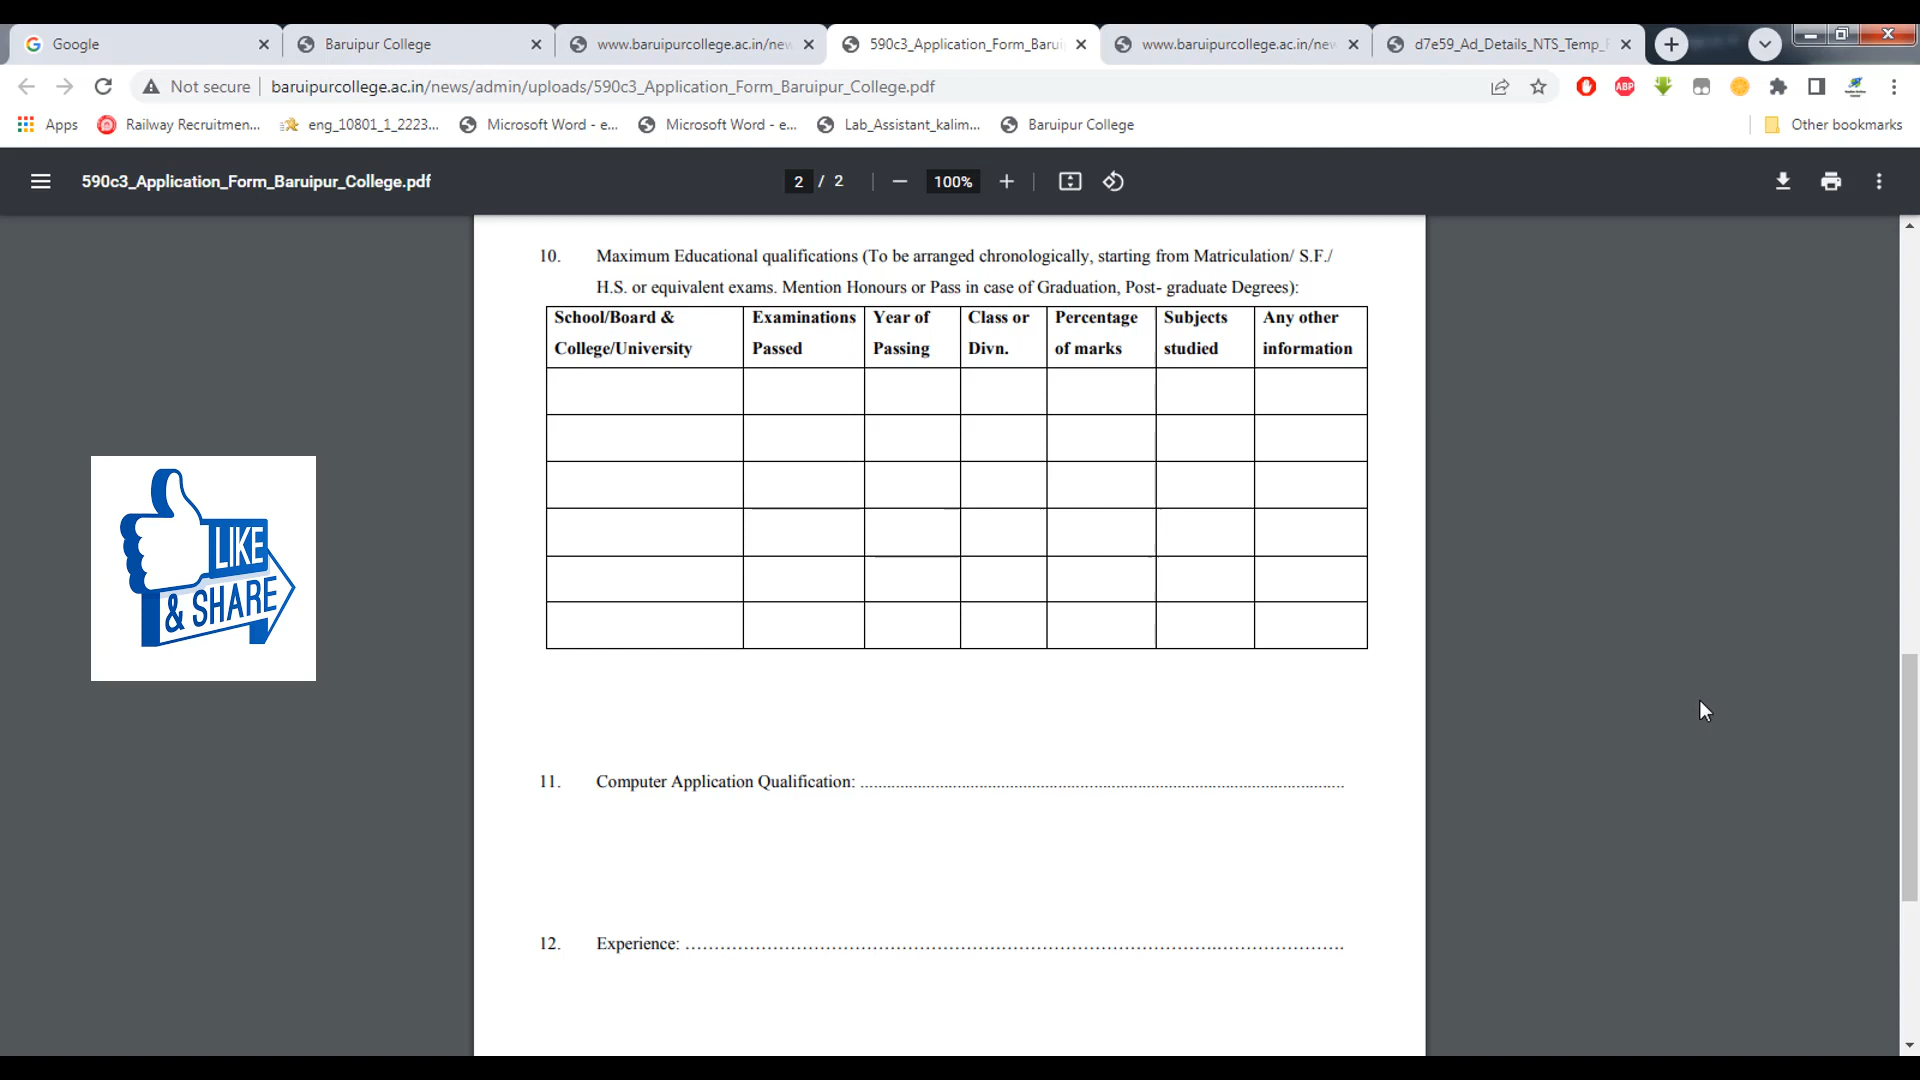 Google
Baruipur College
www.baruipurcollege.ac.in/new
590c3_Application_Form_Barui
www.baruipurcollege.ac.in/new
d7e59_Ad_Details_NTS_Temp_
Not secure
baruipurcollege.ac.in/news/admin/uploads/590c3_Application_Form_Baruipur_College.pdf
ABP
Apps
Railway Recruitmen...
eng_10801_1_2223...
Microsoft Word - e...
Microsoft Word - e...
Lab_Assistant_kalim...
Baruipur College
Other bookmarks
590c3_Application_Form_Baruipur_College.pdf
2 / 2
100%
10. Maximum Educational qualifications (To be arranged chronologically, starting from Matriculation/ S.F./
H.S. or equivalent exams. Mention Honours or Pass in case of Graduation, Post- graduate Degrees):
School/Board & College/University
Examinations Passed
Year of Passing
Class or Divn.
Percentage of marks
Subjects studied
Any other information
LIKE
& SHARE
11. Computer Application Qualification: ..............................................................................................................
12. Experience: ……………………………………………………………………………………………….